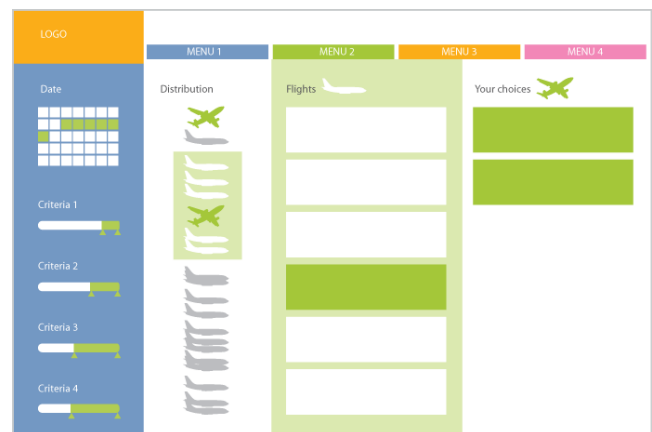 LOGO
MENU 1
MENU 2
MENU 3
MENU 4
Date
Distribution
Flights
Your choices
Criteria 1
Criteria 2
Criteria 3
Criteria 4